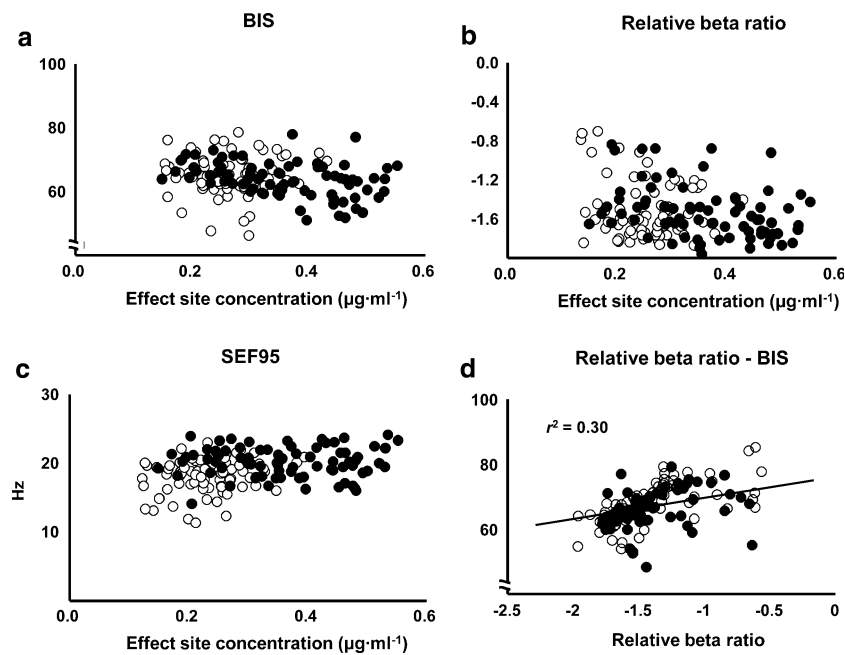 a
BIS
100
80
60
0.0 0.2 0.4 0.6
Effect site concentration (µg·ml-1)
b
Relative beta ratio
0.0
-0.4
-0.8
-1.2
-1.6
0.0 0.2 0.4 0.6
Effect site concentration (µg·ml-1)
c
SEF95
30
20
10
Hz
0.0 0.2 0.4 0.6
Effect site concentration (µg·ml-1)
d
Relative beta ratio - BIS
100
80
60
r2 = 0.30
-2.5 -2 -1.5 -1 -0.5 0
Relative beta ratio